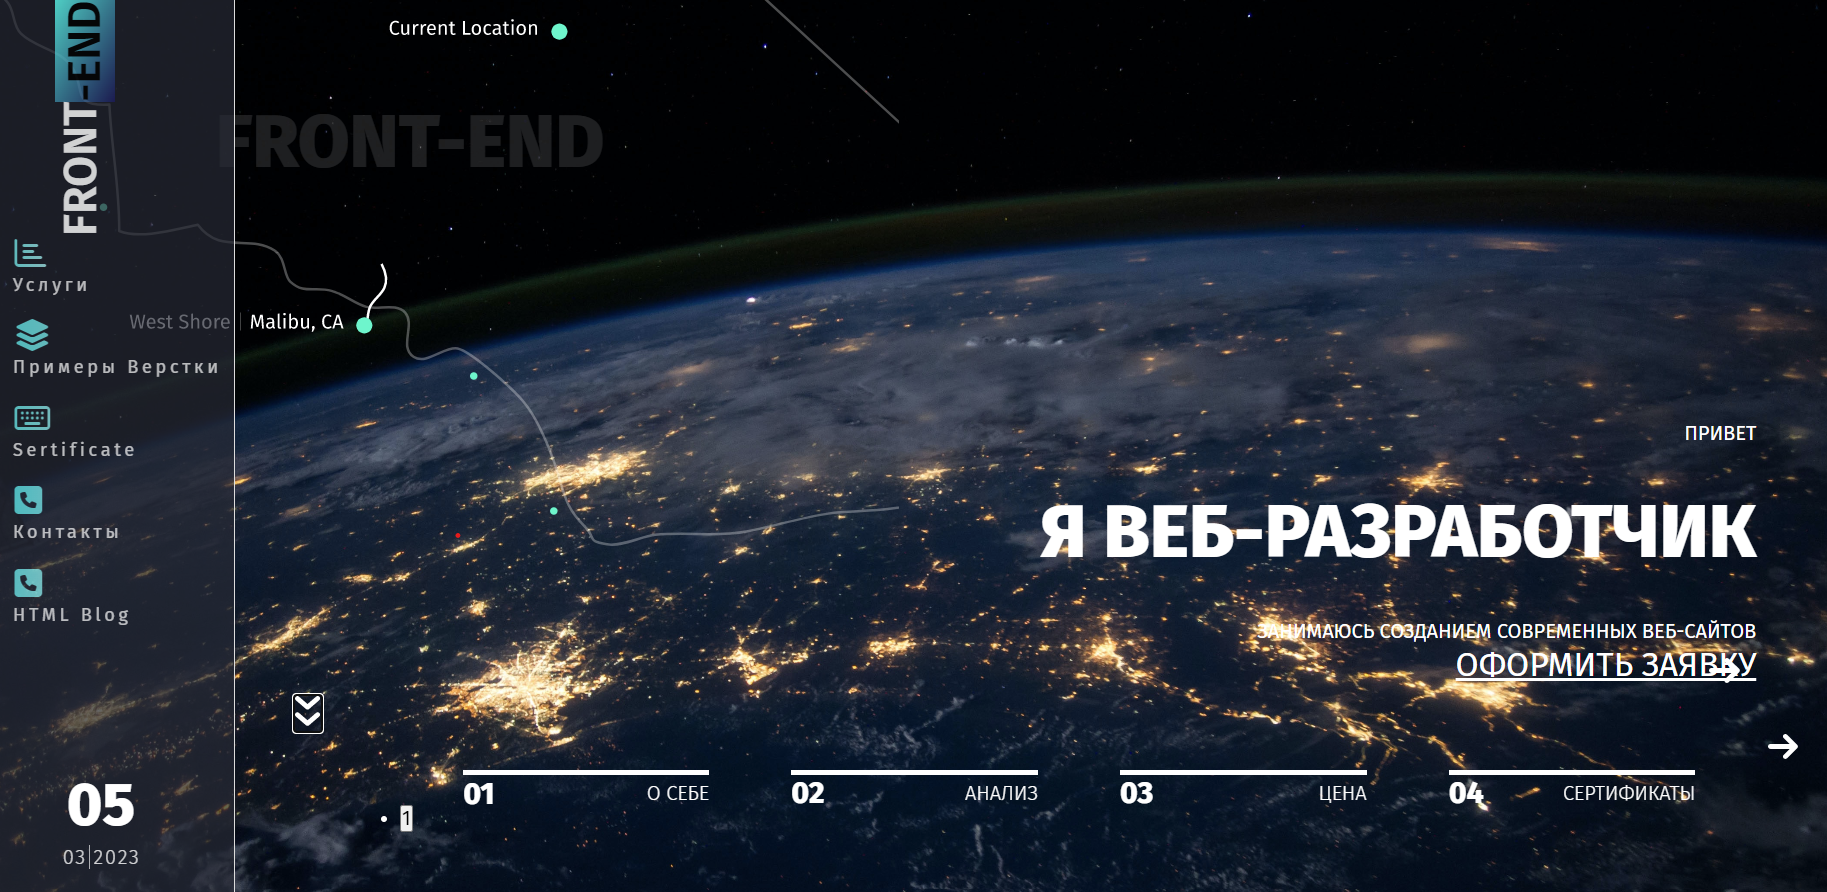 FRONT-END
Услуги
Примеры Верстки
Sertificate
Контакты
HTML Blog
05
03|2023
Current Location
FRONT-END
West Shore | Malibu, CA
ПРИВЕТ
Я ВЕБ-РАЗРАБОТЧИК
ЗАНИМАЮСЬ СОЗДАНИЕМ СОВРЕМЕННЫХ ВЕБ-САЙТОВ
ОФОРМИТЬ ЗАЯВКУ
01 О СЕБЕ
02 АНАЛИЗ
03 ЦЕНА
04 СЕРТИФИКАТЫ
1